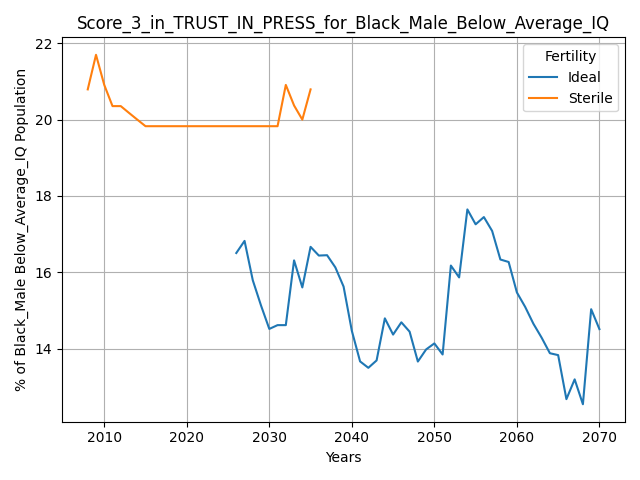 Score_3_in_TRUST_IN_PRESS_for_Black_Male_Below_Average_IQ
% of Black_Male Below_Average_IQ Population
22
20
18
16
14
Fertility
Ideal
Sterile
2010 2020 2030 2040 2050 2060 2070
Years